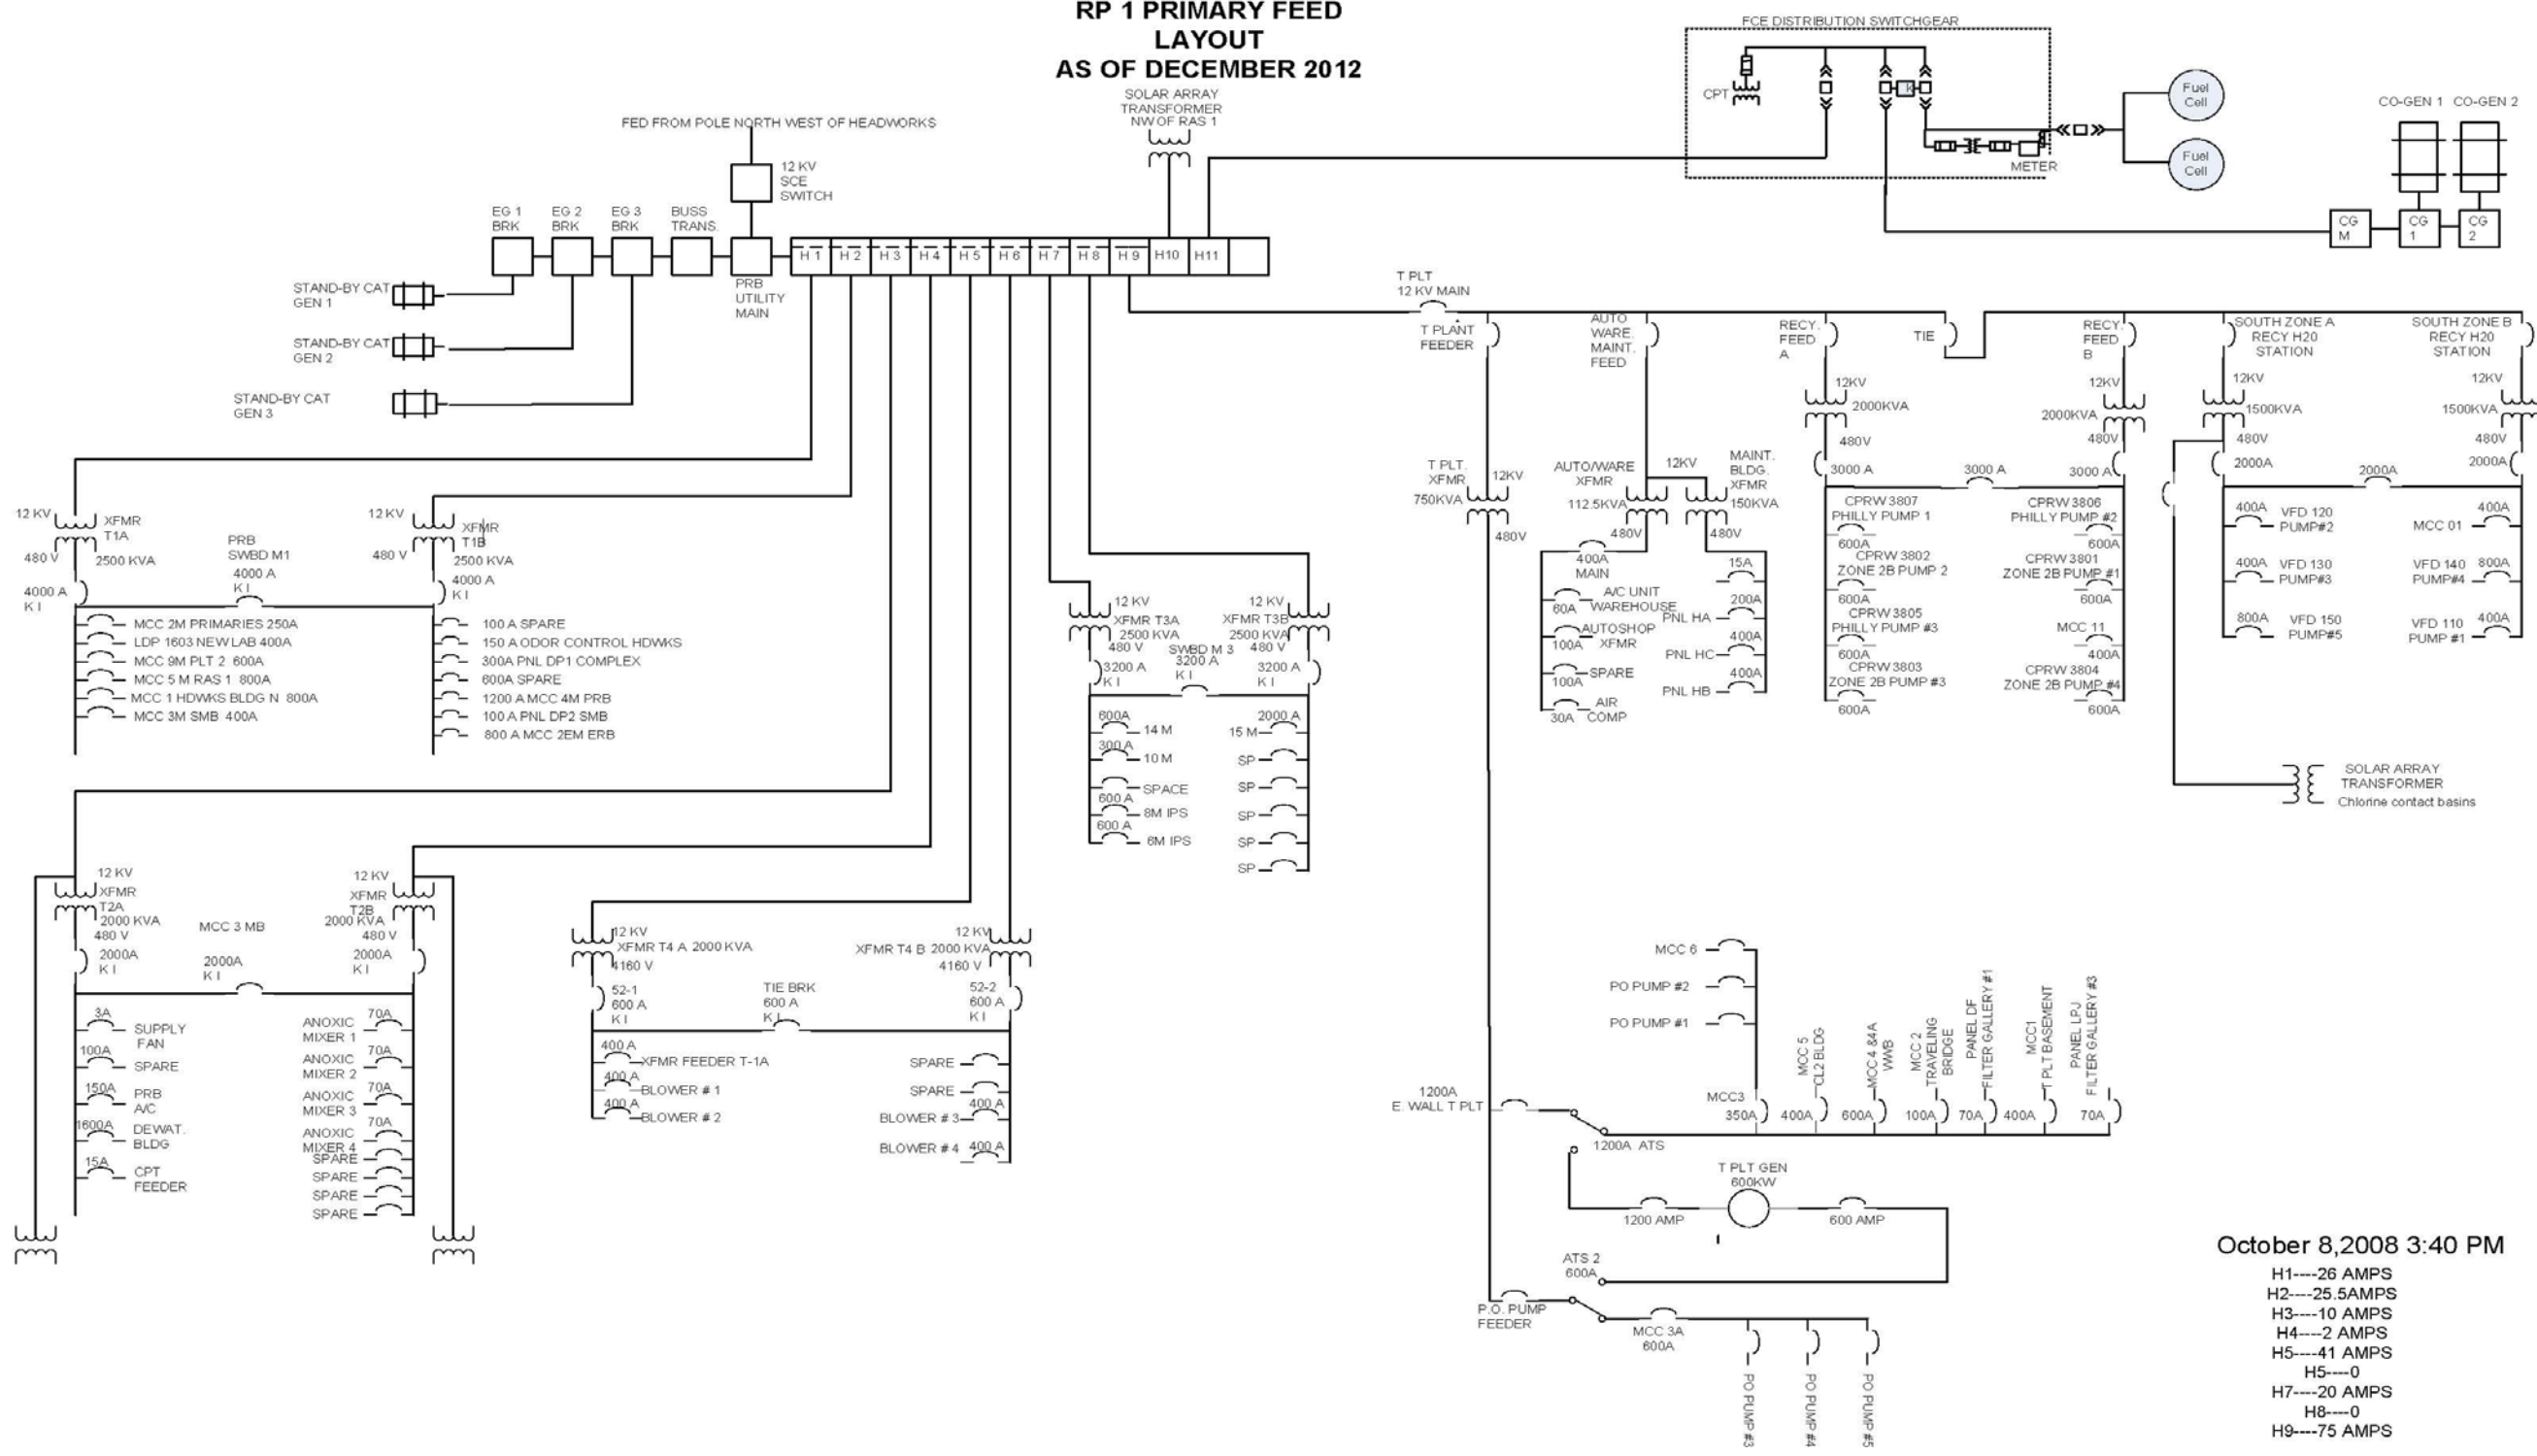 RP 1 PRIMARY FEED
LAYOUT
AS OF DECEMBER 2012
SOLAR ARRAY
TRANSFORMER
NW OF RAS 1
FED FROM POLE NORTH WEST OF HEADWORKS
12 KV
SCE
SWITCH
EG 1
BRK
EG 2
BRK
EG 3
BRK
BUSS
TRANS.
PRB
UTILITY
MAIN
H 1
H 2
H 3
H 4
H 5
H 6
H 7
H 8
H 9
H10
H11
STAND-BY CAT
GEN 1
STAND-BY CAT
GEN 2
STAND-BY CAT
GEN 3
FCE DISTRIBUTION SWITCHGEAR
CPT
METER
Fuel
Cell
Fuel
Cell
CO-GEN 1
CO-GEN 2
CG
M
CG
1
CG
2
12 KV
XFMR
T1A
480 V
2500 KVA
4000 A
K I
PRB
SWBD M1
4000 A
K I
12 KV
XFMR
T1B
480 V
2500 KVA
4000 A
K I
MCC 2M PRIMARIES 250A
LDP 1603 NEW LAB 400A
MCC 9M PLT 2 600A
MCC 5 M RAS 1 800A
MCC 1 HDWKS BLDG N 800A
MCC 3M SMB 400A
100 A SPARE
150 A ODOR CONTROL HDWKS
300A PNL DP1 COMPLEX
600A SPARE
1200 A MCC 4M PRB
100 A PNL DP2 SMB
800 A MCC 2EM ERB
12 KV
XFMR
T2A
2000 KVA
480 V
2000A
K I
MCC 3 MB
2000A
K I
12 KV
XFMR
T2B
2000 KVA
480 V
2000A
K I
3A
SUPPLY
FAN
100A
SPARE
150A
PRB
A/C
1600A
DEWAT.
BLDG
15A
CPT
FEEDER
70A
ANOXIC
MIXER 1
70A
ANOXIC
MIXER 2
70A
ANOXIC
MIXER 3
70A
ANOXIC
MIXER 4
SPARE
SPARE
SPARE
SPARE
12 KV
XFMR T4 A 2000 KVA
4160 V
52-1
600 A
K I
TIE BRK
600 A
K I
12 KV
XFMR T4 B 2000 KVA
4160 V
52-2
600 A
K I
400 A
XFMR FEEDER T-1A
400 A
BLOWER # 1
400 A
BLOWER # 2
SPARE
SPARE
400 A
BLOWER # 3
BLOWER # 4
400 A
12 KV
XFMR T3A
2500 KVA
480 V
3200 A
K I
SWBD M 3
3200 A
K I
12 KV
XFMR T3B
2500 KVA
480 V
3200 A
K I
600A
14 M
300 A
10 M
SPACE
600 A
8M IPS
600 A
6M IPS
2000 A
15 M
SP
SP
SP
SP
SP
T PLT
12 KV MAIN
T PLANT
FEEDER
AUTO
WARE.
MAINT.
FEED
RECY.
FEED
A
TIE
RECY.
FEED
B
SOUTH ZONE A
RECY H20
STATION
SOUTH ZONE B
RECY H20
STATION
T PLT.
XFMR
750KVA
12KV
480V
AUTO/WARE
XFMR
112.5KVA
12KV
480V
MAINT.
BLDG.
XFMR
150KVA
480V
400A
MAIN
60A
A/C UNIT
WAREHOUSE
100A
AUTOSHOP
XFMR
100A
SPARE
30A
AIR
COMP
15A
200A
PNL HA
400A
PNL HC
400A
PNL HB
12KV
2000KVA
480V
3000 A
3000 A
12KV
2000KVA
480V
3000 A
CPRW 3807
PHILLY PUMP 1
600A
CPRW 3802
ZONE 2B PUMP 2
600A
CPRW 3805
PHILLY PUMP #3
600A
CPRW 3803
ZONE 2B PUMP #3
600A
CPRW 3806
PHILLY PUMP #2
600A
CPRW 3801
ZONE 2B PUMP #1
600A
MCC 11
400A
CPRW 3804
ZONE 2B PUMP #4
600A
12KV
1500KVA
480V
2000A
2000A
12KV
1500KVA
480V
2000A
400A
VFD 120
PUMP#2
400A
VFD 130
PUMP#3
800A
VFD 150
PUMP#5
400A
MCC 01
VFD 140
PUMP#4
800A
VFD 110
PUMP #1
400A
SOLAR ARRAY
TRANSFORMER
Chlorine contact basins
MCC 6
PO PUMP #2
PO PUMP #1
1200A
E. WALL T PLT
1200A ATS
MCC3
350A
MCC 5
CL2 BLDG
400A
MCC 4 &4A
WWB
600A
MCC 2
TRAVELING
BRIDGE
100A
PANEL DF
FILTER GALLERY #1
70A
MCC1
T PLT BASEMENT
400A
PANEL LPJ
FILTER GALLERY #3
70A
T PLT GEN
600KW
1200 AMP
600 AMP
ATS 2
600A
P.O. PUMP
FEEDER
MCC 3A
600A
PO PUMP #3
PO PUMP #4
PO PUMP #5
October 8,2008 3:40 PM
H1----26 AMPS
H2----25.5AMPS
H3----10 AMPS
H4----2 AMPS
H5----41 AMPS
H5----0
H7----20 AMPS
H8----0
H9----75 AMPS